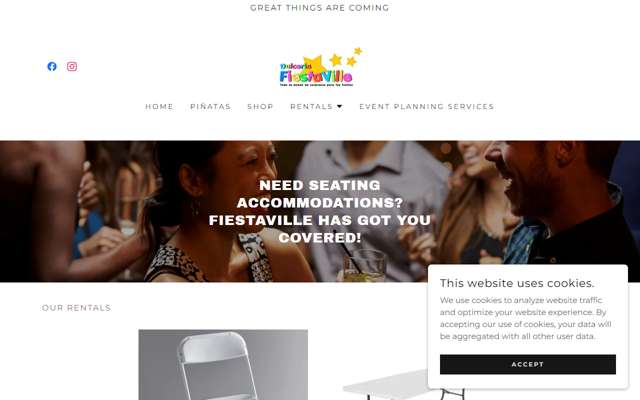 GREAT THINGS ARE COMING
Dulcería
FiestaVille
HOME PIÑATAS SHOP RENTALS EVENT PLANNING SERVICES
NEED SEATING
ACCOMMODATIONS?
FIESTAVILLE HAS GOT YOU
COVERED!
OUR RENTALS
This website uses cookies.
We use cookies to analyze website traffic
and optimize your website experience. By
accepting our use of cookies, your data will
be aggregated with all other user data.
ACCEPT